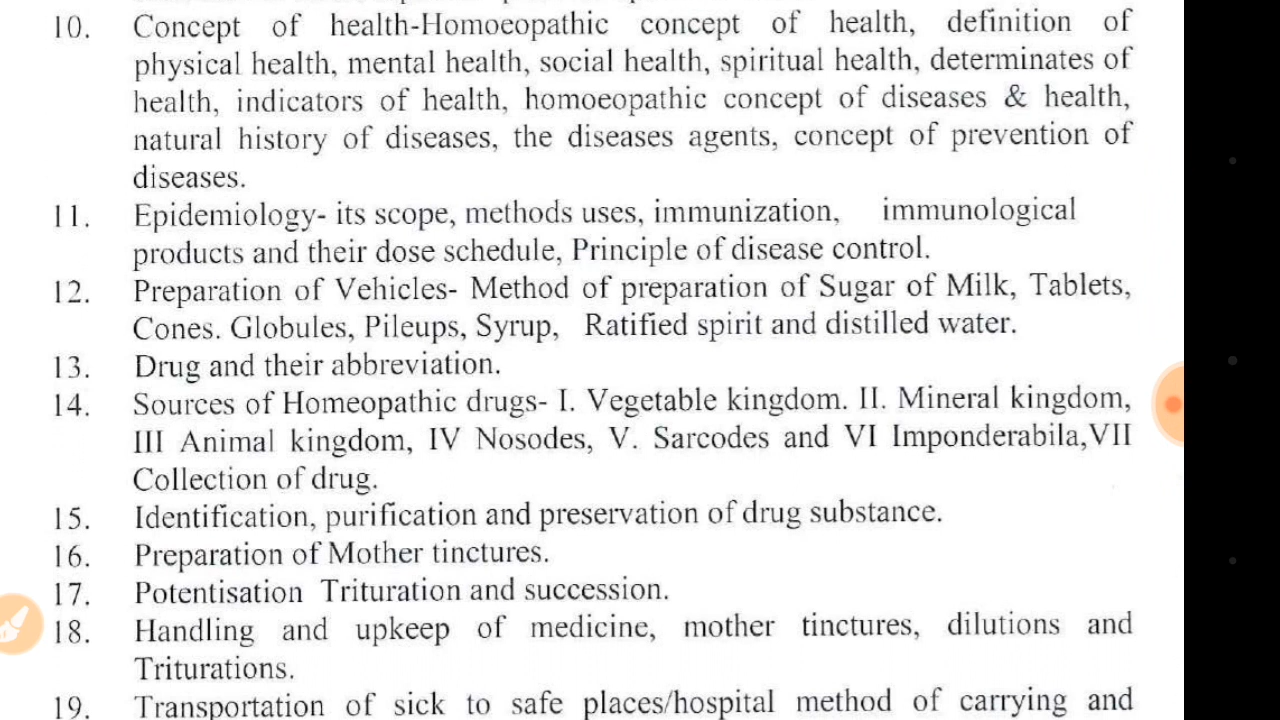 10. Concept of health-Homoeopathic concept of health, definition of
physical health, mental health, social health, spiritual health, determinates of
health, indicators of health, homoeopathic concept of diseases & health,
natural history of diseases, the diseases agents, concept of prevention of
diseases.
11. Epidemiology- its scope, methods uses, immunization, immunological
products and their dose schedule, Principle of disease control.
12. Preparation of Vehicles- Method of preparation of Sugar of Milk, Tablets,
Cones. Globules, Pileups, Syrup, Ratified spirit and distilled water.
13. Drug and their abbreviation.
14. Sources of Homeopathic drugs- I. Vegetable kingdom. II. Mineral kingdom,
III Animal kingdom, IV Nosodes, V. Sarcodes and VI Imponderabila,VII
Collection of drug.
15. Identification, purification and preservation of drug substance.
16. Preparation of Mother tinctures.
17. Potentisation Trituration and succession.
18. Handling and upkeep of medicine, mother tinctures, dilutions and
Triturations.
19. Transportation of sick to safe places/hospital method of carrying and